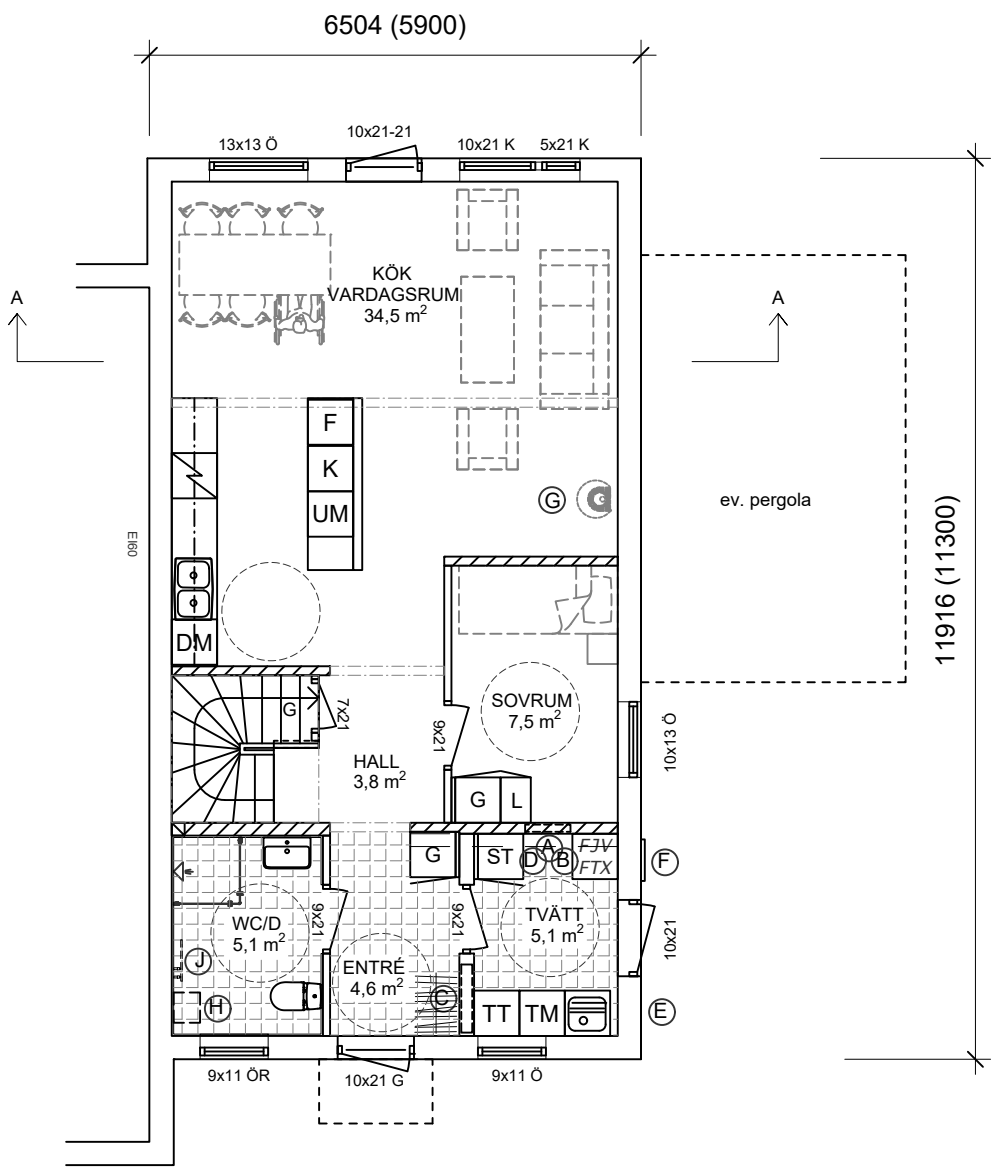 6504 (5900)
13x13 Ö
10x21-21
10x21 K
5x21 K
A
A
KÖK
VARDAGSRUM
34,5 m²
F
K
UM
G
ev. pergola
11916 (11300)
EI60
DM
G
7x21
9x21
SOVRUM
7,5 m²
10x13 Ö
HALL
3,8 m²
G
L
G
ST
D
A
B
FJV
FTX
F
WC/D
5,1 m²
9x21
9x21
TVÄTT
5,1 m²
10x21
J
ENTRÉ
4,6 m²
C
H
TT
TM
E
9x11 ÖR
10x21 G
9x11 Ö